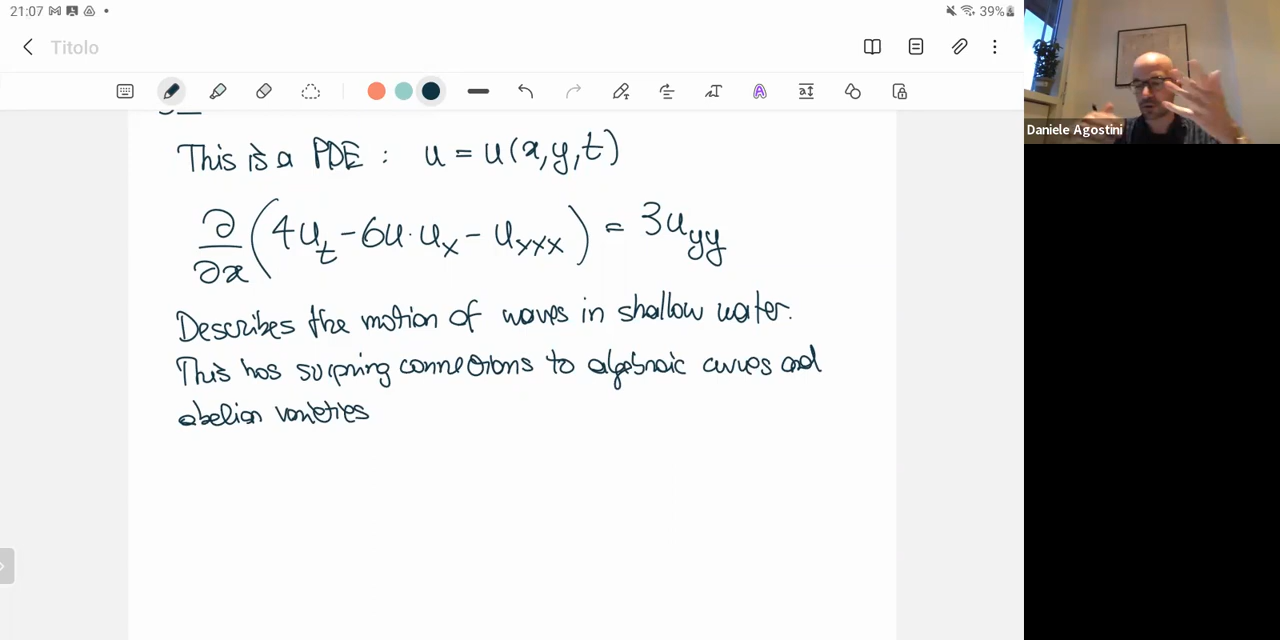 21:07
39%
Titolo
Daniele Agostini
This is a PDE : u = u(x,y,t)
∂/∂x (4u_t - 6u·u_x - u_xxx) = 3u_yy
Describes the motion of waves in shallow water.
This has surprising connections to algebraic curves and
abelian varieties